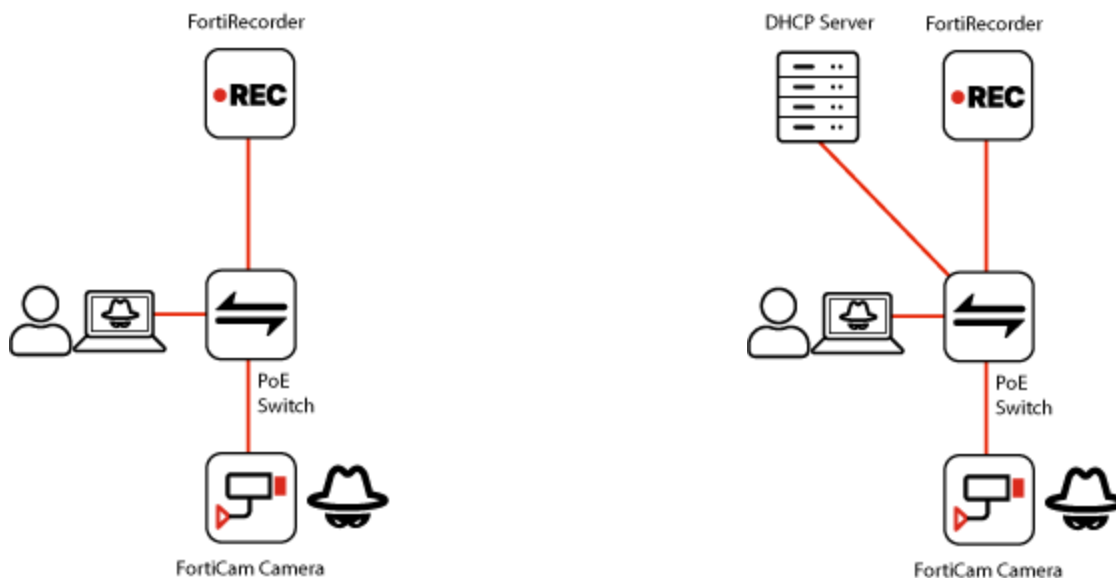 FortiRecorder
REC
PoE
Switch
FortiCam Camera
DHCP Server
FortiRecorder
REC
PoE
Switch
FortiCam Camera